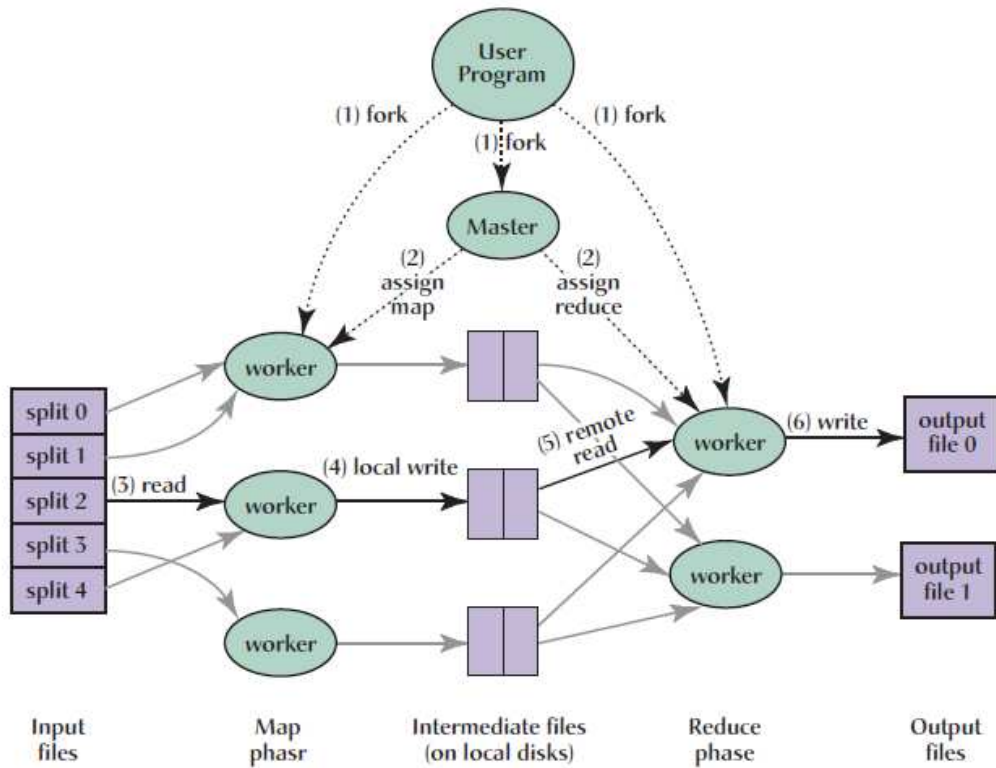 User
Program
(1) fork
(1) fork
(1) fork
Master
(2)
assign
map
(2)
assign
reduce
worker
split 0
split 1
split 2
split 3
split 4
(3) read
worker
(4) local write
(5) remote
read
worker
(6) write
output
file 0
worker
worker
output
file 1
Input
files
Map
phasr
Intermediate files
(on local disks)
Reduce
phase
Output
files